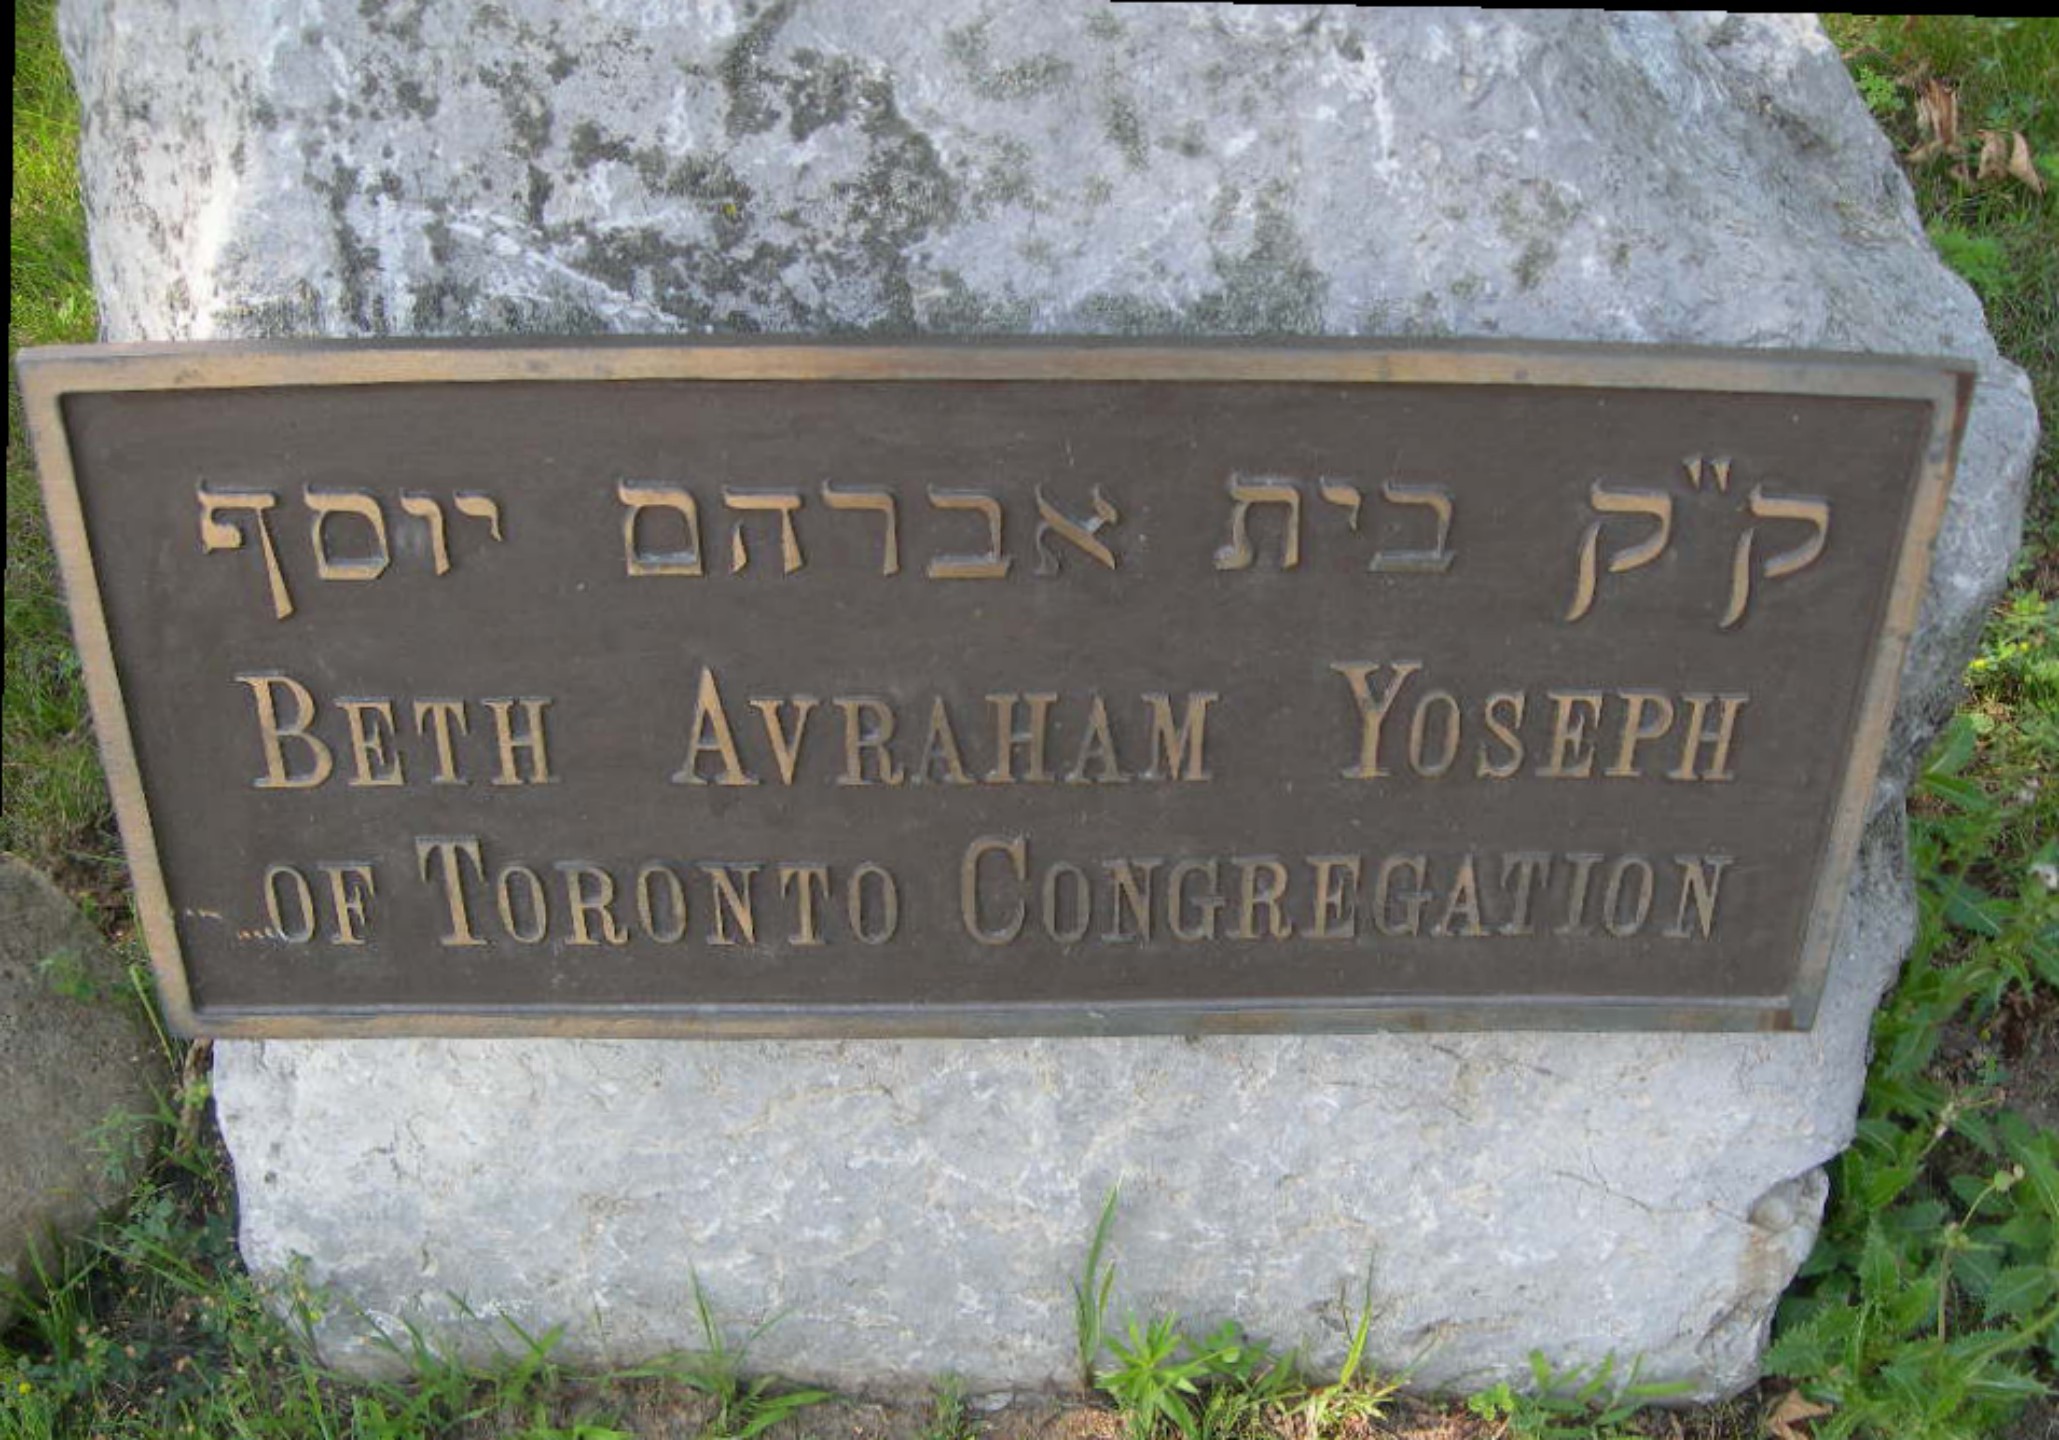 ק"ק בית אברהם יוסף
BETH AVRAHAM YOSEPH
OF TORONTO CONGREGATION